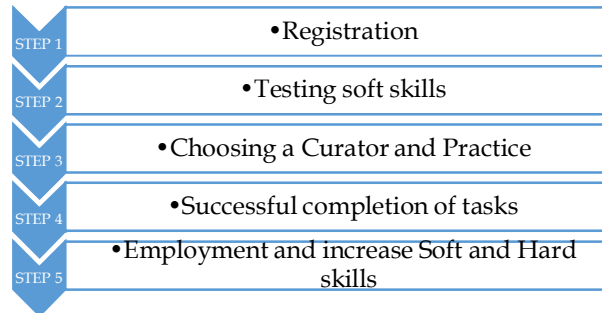 STEP 1
•Registration
STEP 2
•Testing soft skills
STEP 3
•Choosing a Curator and Practice
STEP 4
•Successful completion of tasks
STEP 5
•Employment and increase Soft and Hard
skills